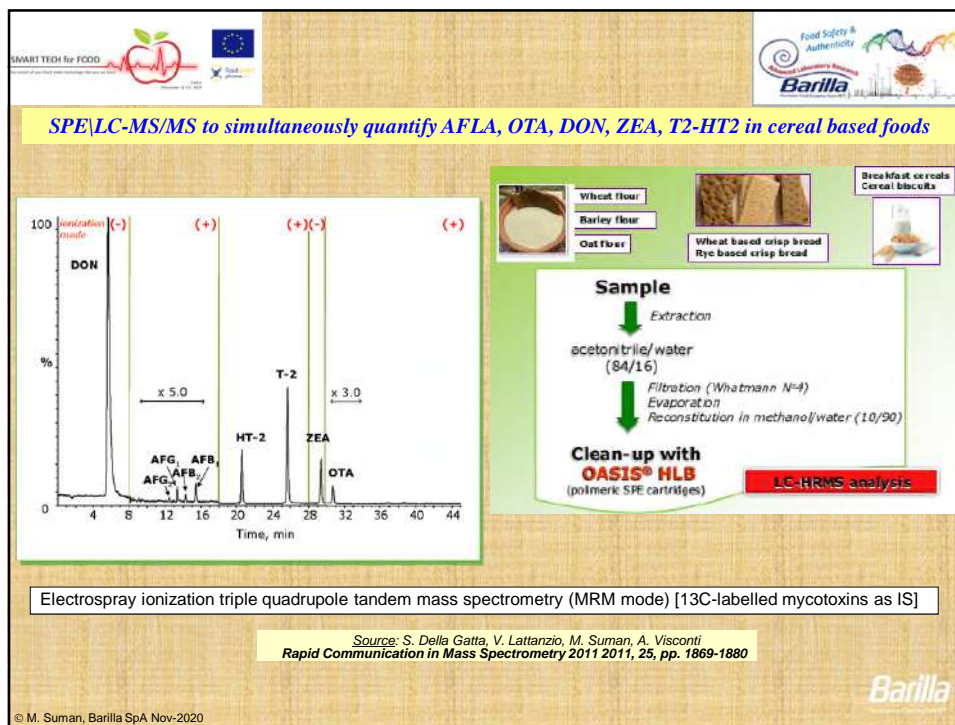 SMART TECH for FOOD
Food Safety &
Authenticity
Advanced Laboratory Research
Barilla
SPE\LC-MS/MS to simultaneously quantify AFLA, OTA, DON, ZEA, T2-HT2 in cereal based foods
100
ionization
mode
(-)
(+)
(+)
(-)
(+)
DON
%
x 5.0
T-2
x 3.0
HT-2
ZEA
AFG1
AFB1
AFB2
AFG2
OTA
0
4
8
12
16
20
24
28
32
36
40
44
Time, min
Wheat flour
Barley flour
Oat flour
Wheat based crisp bread
Rye based crisp bread
Breakfast cereals
Cereal biscuits
Sample
Extraction
acetonitrile/water
(84/16)
Filtration (Whatmann N°4)
Evaporation
Reconstitution in methanol/water (10/90)
Clean-up with
OASIS® HLB
(polimeric SPE cartridges)
LC-HRMS analysis
Electrospray ionization triple quadrupole tandem mass spectrometry (MRM mode) [13C-labelled mycotoxins as IS]
Source: S. Della Gatta, V. Lattanzio, M. Suman, A. Visconti
Rapid Communication in Mass Spectrometry 2011 2011, 25, pp. 1869-1880
Barilla
© M. Suman, Barilla SpA Nov-2020